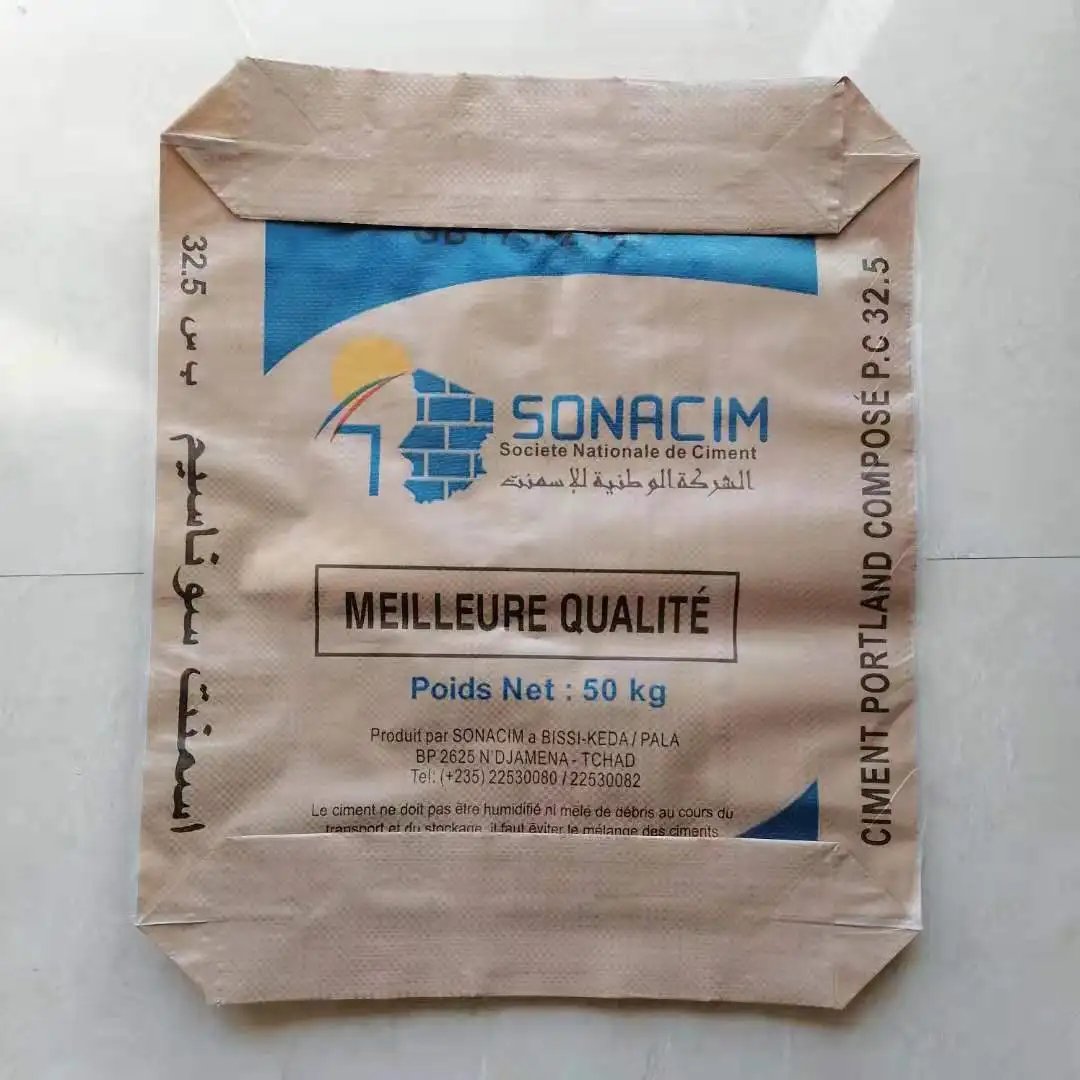 SONACIM
Societe Nationale de Ciment
الشركة الوطنية للإسمنت
MEILLEURE QUALITÉ
Poids Net : 50 kg
Produit par SONACIM a BISSI-KEDA / PALA
BP 2625 N'DJAMENA - TCHAD
Tel: (+235) 22530080 / 22530082
Le ciment ne doit pas être humidifié ni mélé de débris au cours du
transport et du stockage, il faut éviter le mélange des ciments
اسمنت سوناسيم ب س 32.5
CIMENT PORTLAND COMPOSÉ P.C 32.5